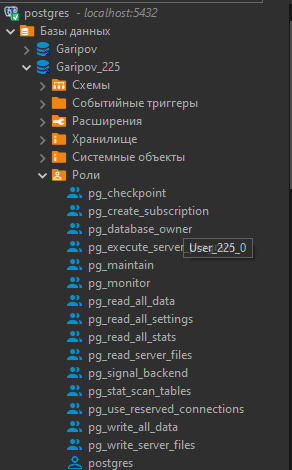 postgres - localhost:5432
Базы данных
Garipov
Garipov_225
Схемы
Событийные триггеры
Расширения
Хранилище
Системные объекты
Роли
pg_checkpoint
pg_create_subscription
pg_database_owner
pg_execute_server User_225_0
pg_maintain
pg_monitor
pg_read_all_data
pg_read_all_settings
pg_read_all_stats
pg_read_server_files
pg_signal_backend
pg_stat_scan_tables
pg_use_reserved_connections
pg_write_all_data
pg_write_server_files
postgres